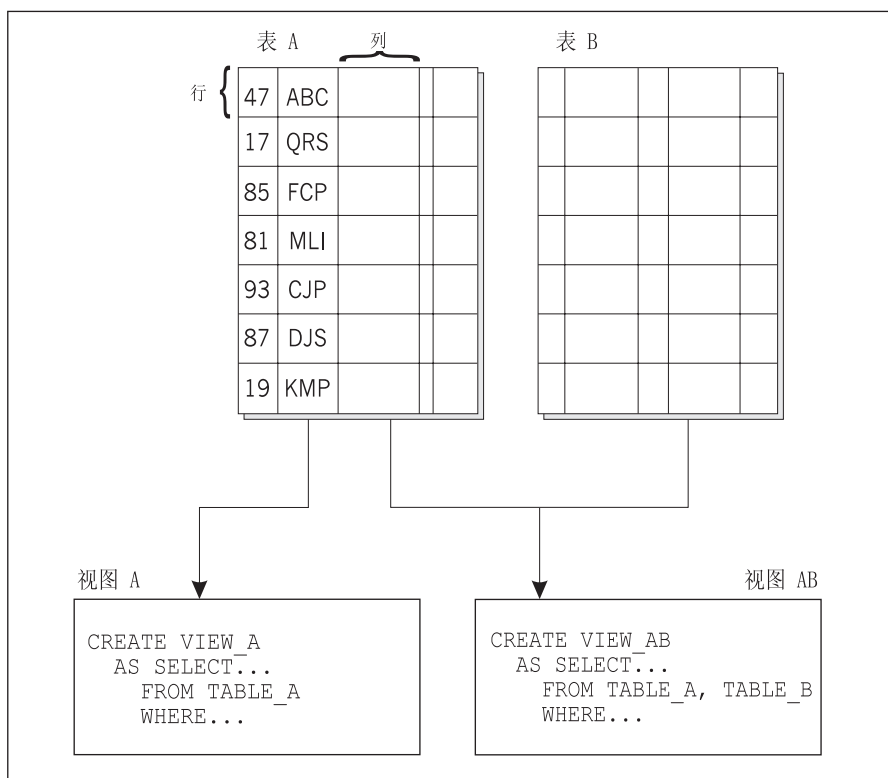 表 A
列
表 B
行
47 ABC
17 QRS
85 FCP
81 MLI
93 CJP
87 DJS
19 KMP
视图 A
CREATE VIEW_A
AS SELECT...
FROM TABLE_A
WHERE...
视图 AB
CREATE VIEW_AB
AS SELECT...
FROM TABLE_A, TABLE_B
WHERE...